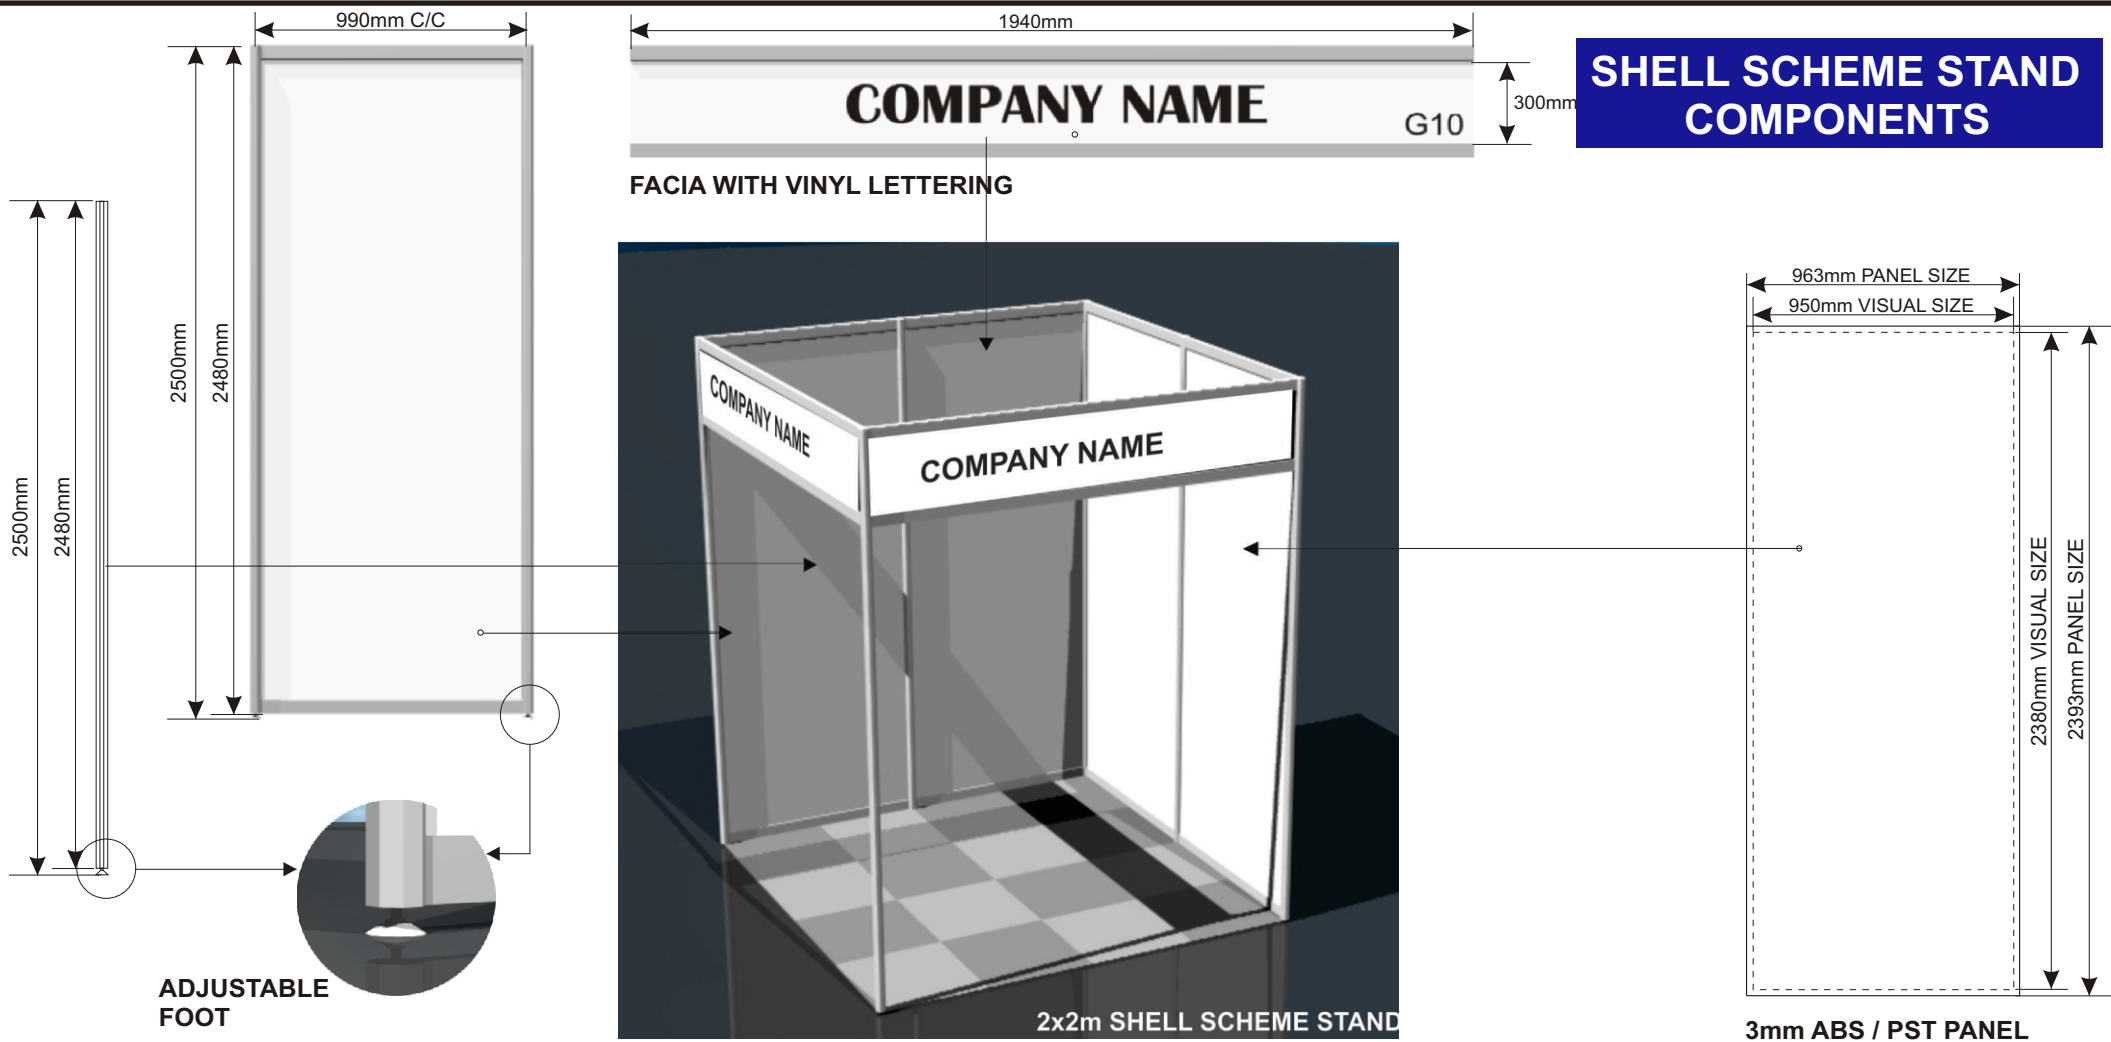 990mm C/C
1940mm
SHELL SCHEME STAND
COMPONENTS
COMPANY NAME
G10
300mm
FACIA WITH VINYL LETTERING
2500mm
2480mm
2500mm
2480mm
963mm PANEL SIZE
950mm VISUAL SIZE
2380mm VISUAL SIZE
2393mm PANEL SIZE
COMPANY NAME
COMPANY NAME
ADJUSTABLE
FOOT
2x2m SHELL SCHEME STAND
3mm ABS / PST PANEL